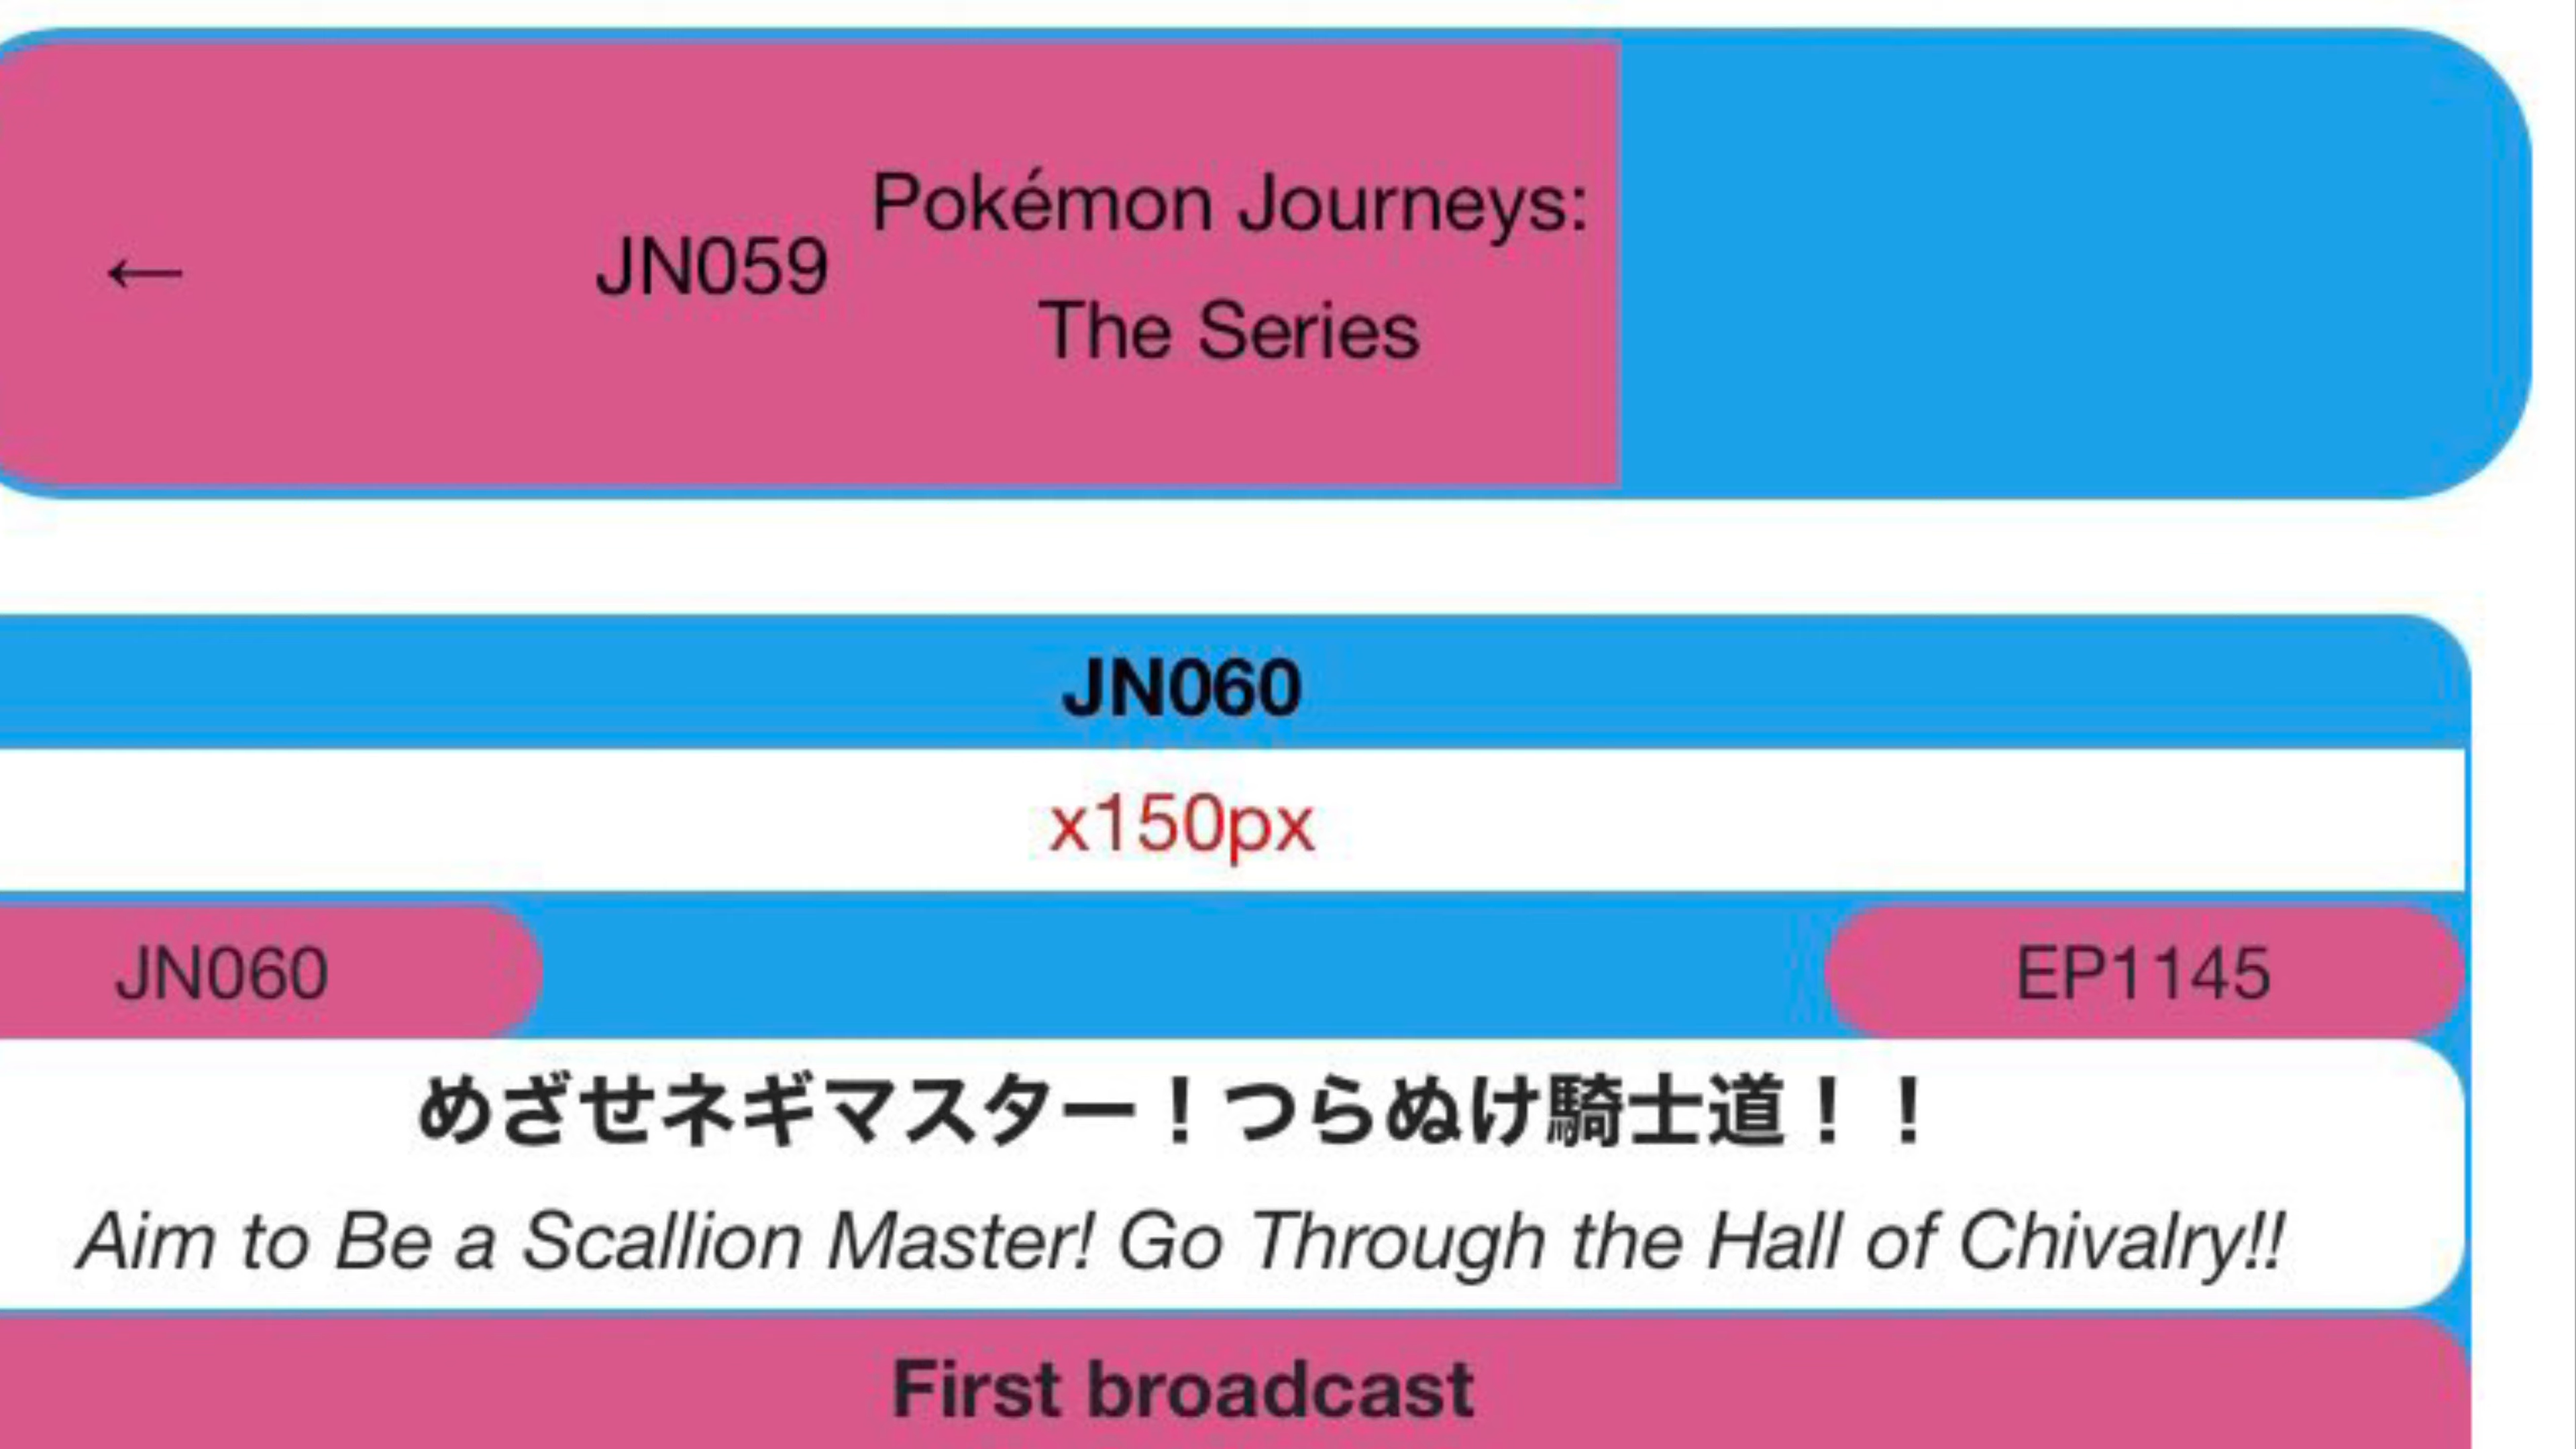 ← JN059 Pokémon Journeys:
The Series
JN060
x150px
JN060 EP1145
めざせネギマスター！つらぬけ騎士道！！
Aim to Be a Scallion Master! Go Through the Hall of Chivalry!!
First broadcast